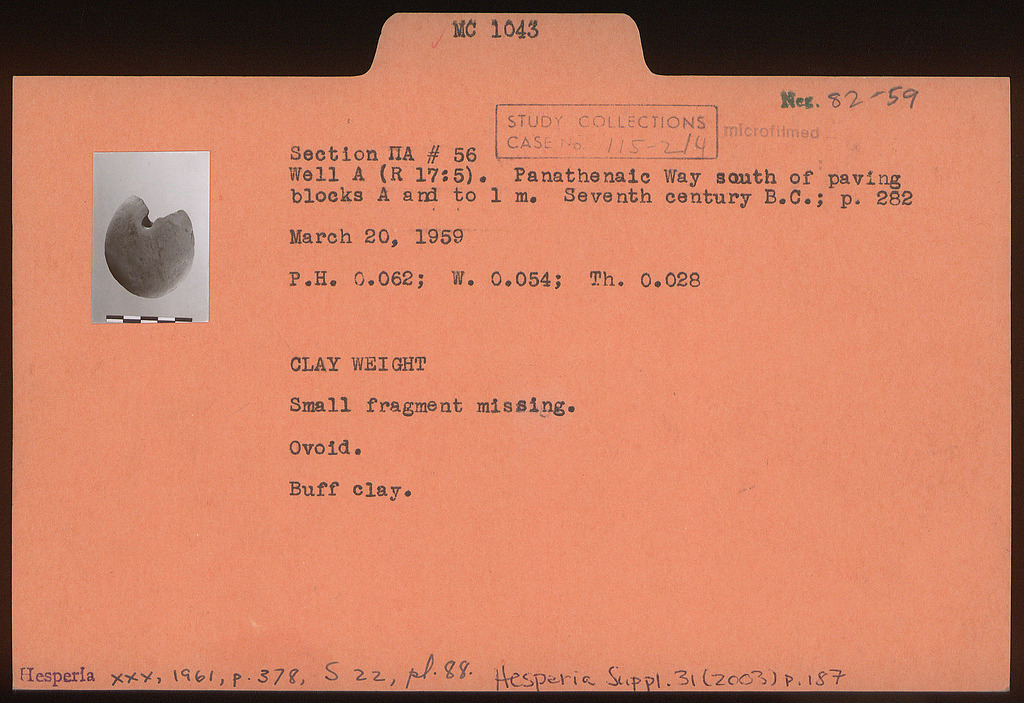 MC 1043
Neg. 82-59
STUDY COLLECTIONS
CASE No. 115-2/4
microfilmed
Section ΠA # 56
Well A (R 17:5). Panathenaic Way south of paving
blocks A and to 1 m. Seventh century B.C.; p. 282
March 20, 1959
P.H. 0.062; W. 0.054; Th. 0.028
CLAY WEIGHT
Small fragment missing.
Ovoid.
Buff clay.
Hesperia xxx, 1961, p. 378, S 22, pl. 88. Hesperia Suppl. 31 (2003) p. 187